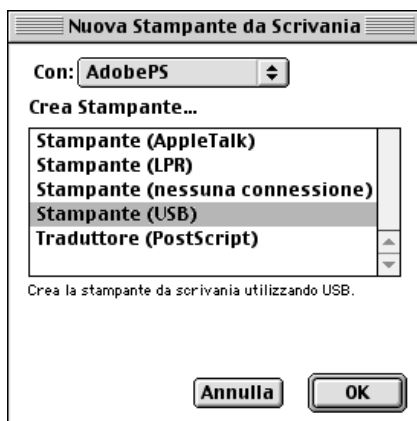 Nuova Stampante da Scrivania
Con: AdobePS
Crea Stampante...
Stampante (AppleTalk)
Stampante (LPR)
Stampante (nessuna connessione)
Stampante (USB)
Traduttore (PostScript)
Crea la stampante da scrivania utilizzando USB.
Annulla OK